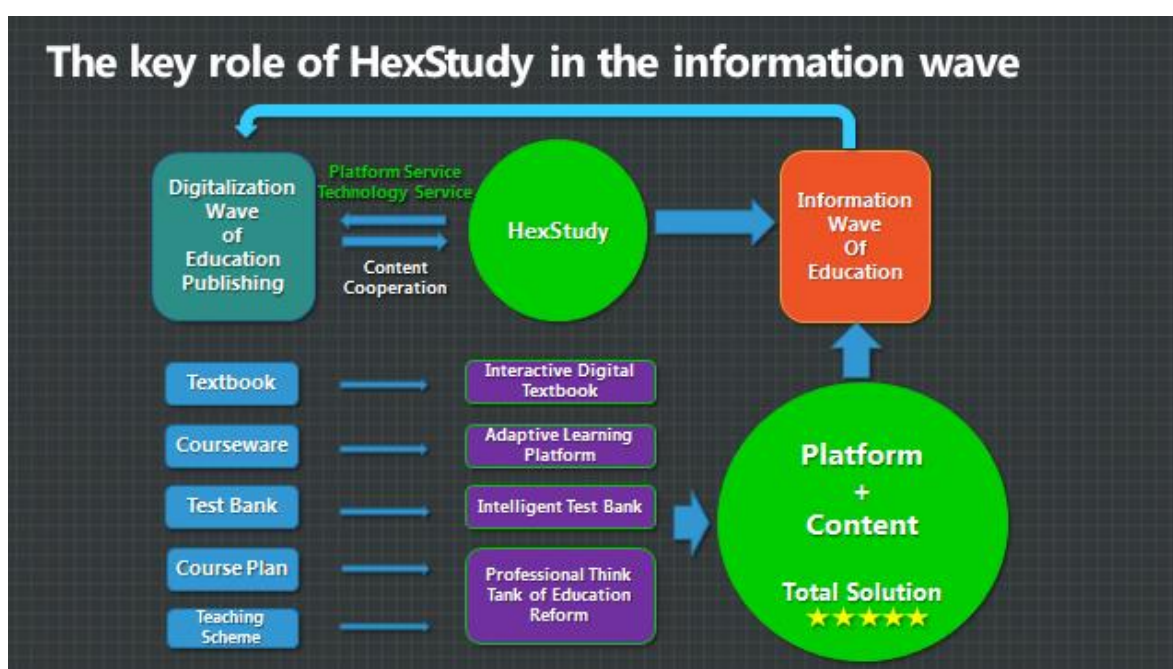 The key role of HexStudy in the information wave
Digitalization
Wave
of
Education
Publishing
Platform Service
Technology Service
Content
Cooperation
HexStudy
Information
Wave
Of
Education
Textbook
Interactive Digital
Textbook
Courseware
Adaptive Learning
Platform
Test Bank
Intelligent Test Bank
Course Plan
Teaching
Scheme
Professional Think
Tank of Education
Reform
Platform
+
Content
Total Solution